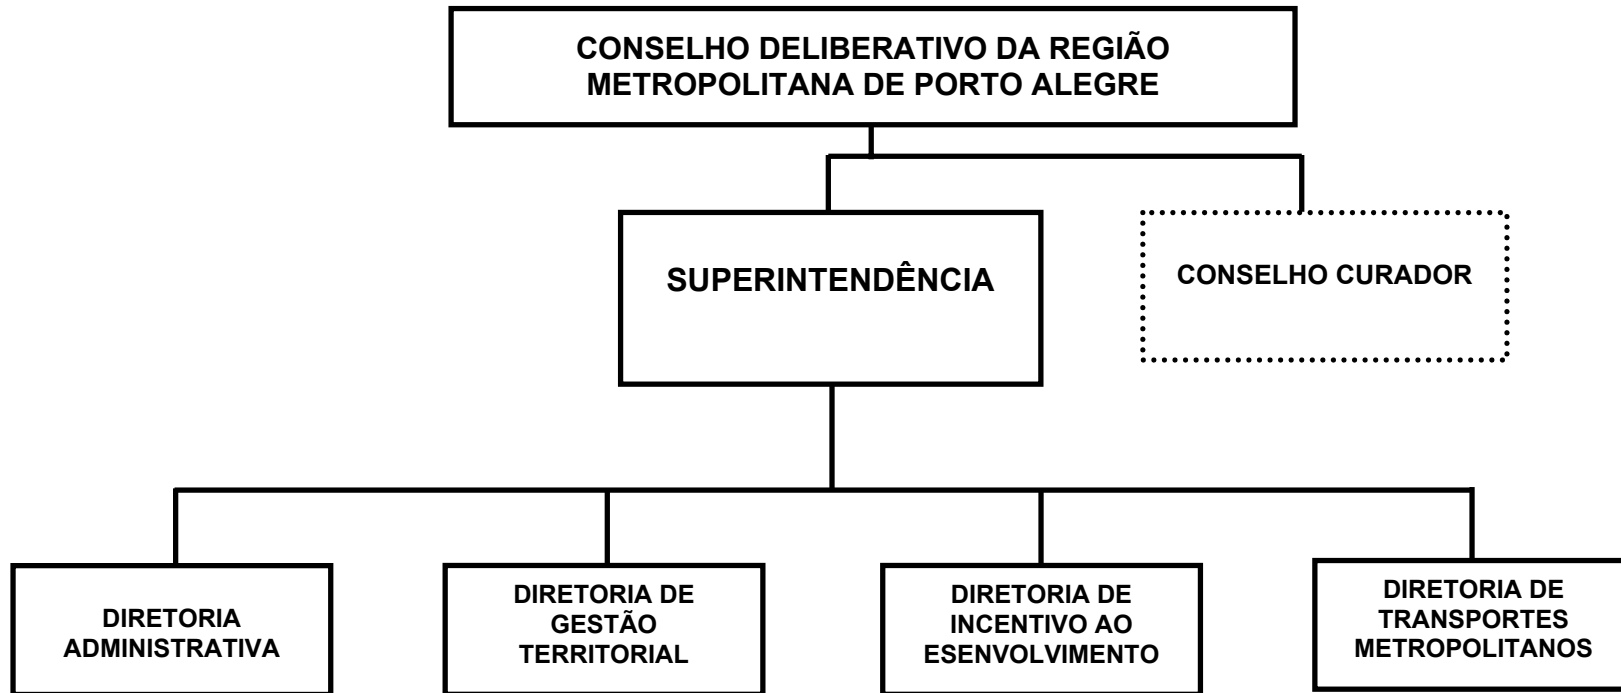 CONSELHO DELIBERATIVO DA REGIÃO
METROPOLITANA DE PORTO ALEGRE
SUPERINTENDÊNCIA
CONSELHO CURADOR
DIRETORIA
ADMINISTRATIVA
DIRETORIA DE
GESTÃO
TERRITORIAL
DIRETORIA DE
INCENTIVO AO
ESENVOLVIMENTO
DIRETORIA DE
TRANSPORTES
METROPOLITANOS